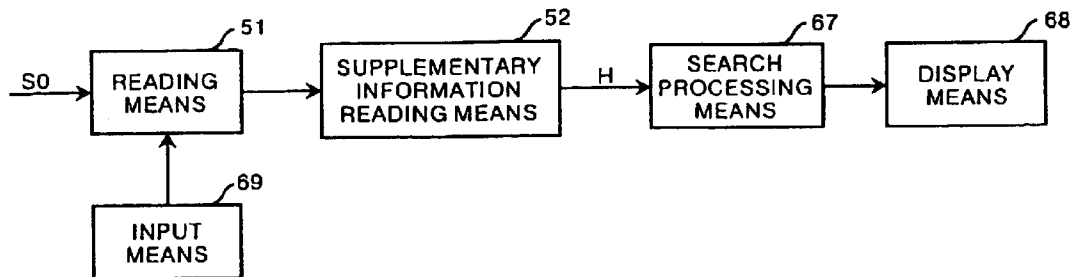 51
52
67
68
S0
READING
MEANS
SUPPLEMENTARY
INFORMATION
READING MEANS
H
SEARCH
PROCESSING
MEANS
DISPLAY
MEANS
69
INPUT
MEANS